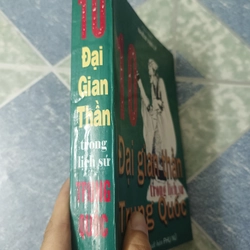 10
Đại
Gian
Thần
trong
lịch sử
TRUNG
QUỐC
10
Đại gian thần
trong lịch sử
Trung Quốc